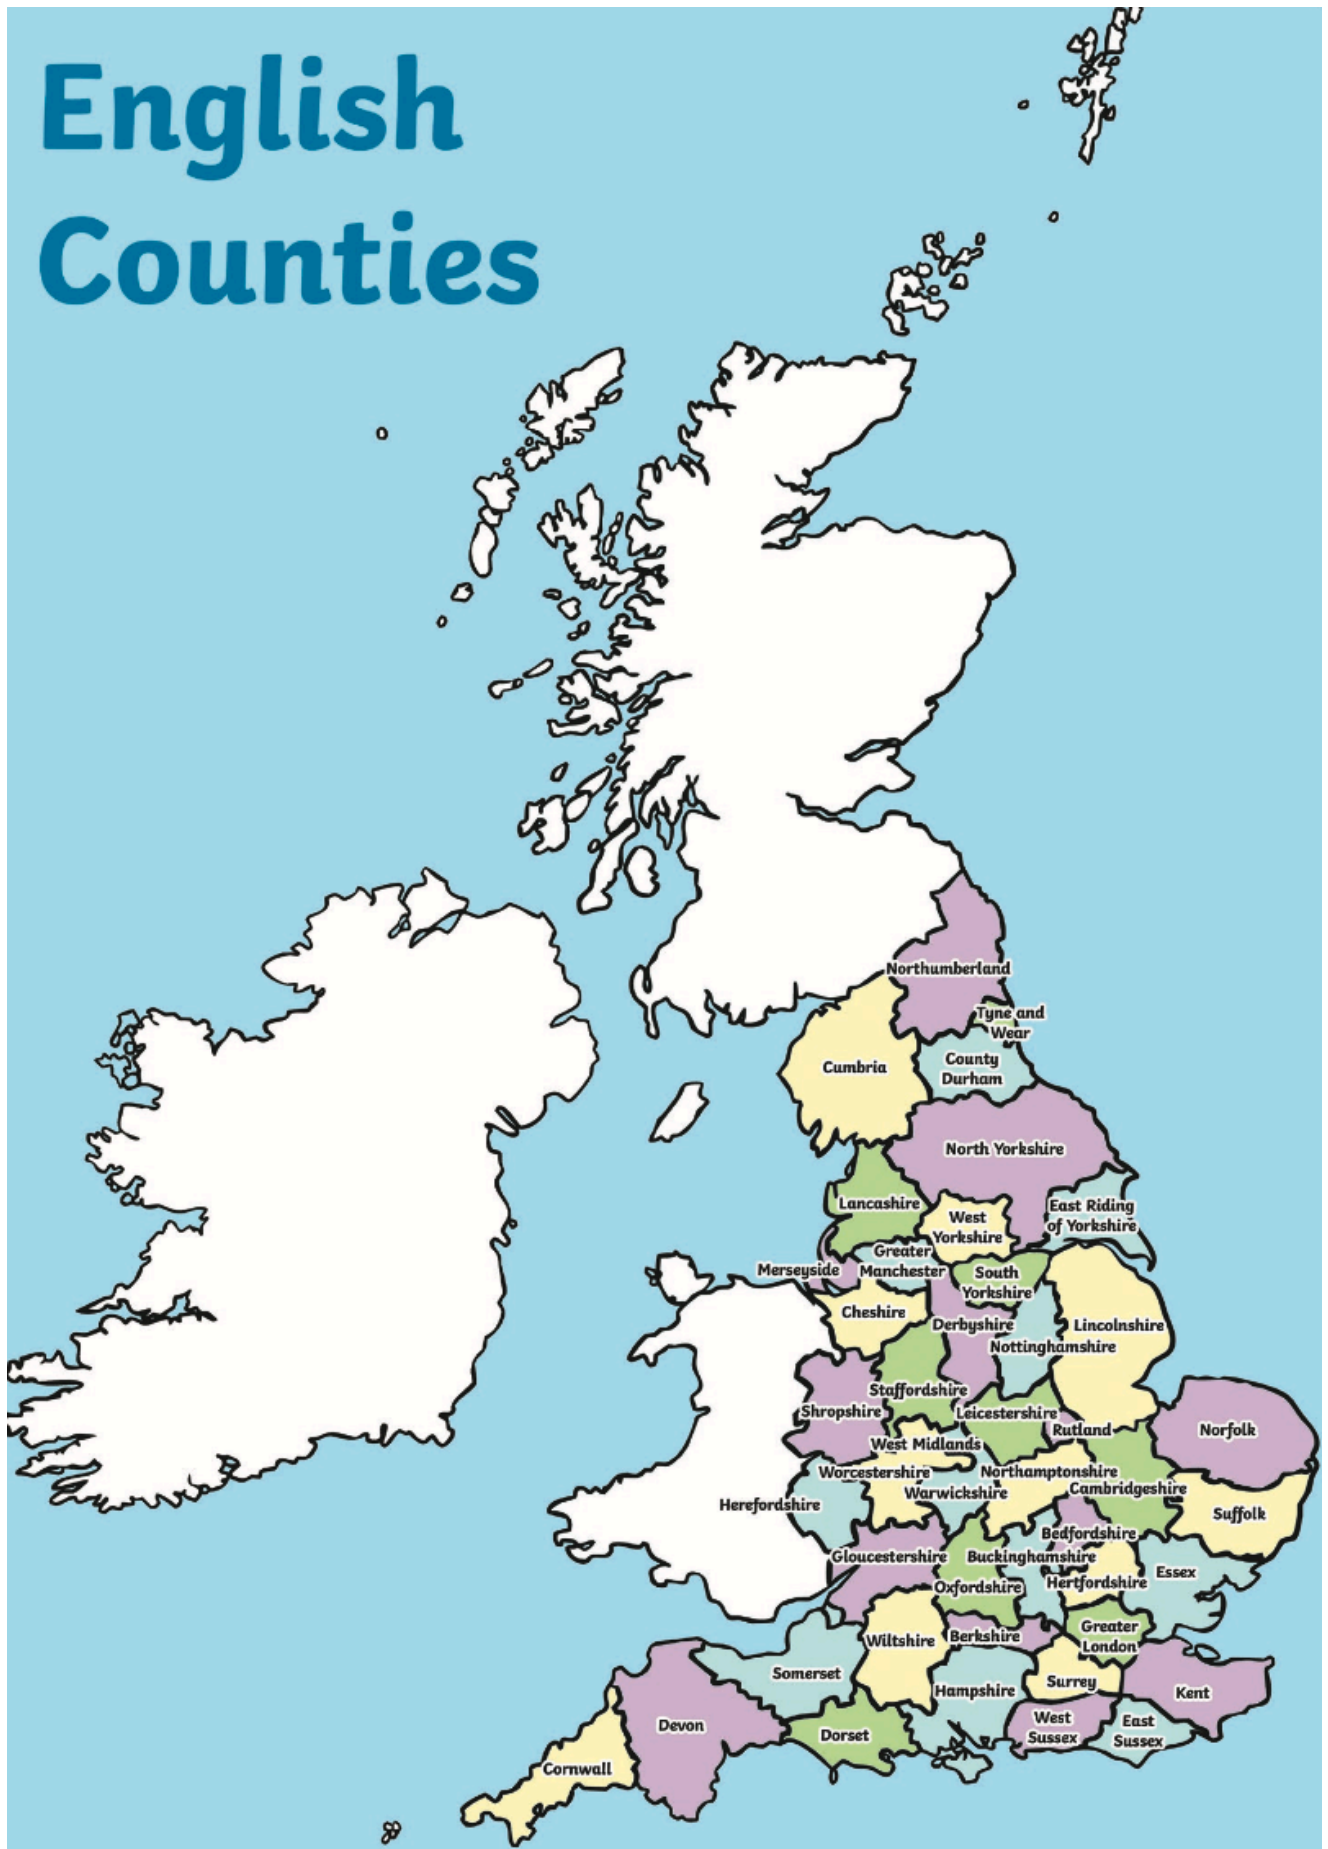 English
Counties
Northumberland
Tyne and
Wear
Cumbria
County
Durham
North Yorkshire
Lancashire
West
Yorkshire
East Riding
of Yorkshire
Greater
Manchester
Merseyside
South
Yorkshire
Cheshire
Derbyshire
Lincolnshire
Nottinghamshire
Staffordshire
Shropshire
Leicestershire
Rutland
Norfolk
West Midlands
Worcestershire
Northamptonshire
Cambridgeshire
Warwickshire
Herefordshire
Suffolk
Bedfordshire
Gloucestershire
Buckinghamshire
Essex
Oxfordshire
Hertfordshire
Greater
London
Wiltshire
Berkshire
Somerset
Surrey
Hampshire
Kent
Devon
Dorset
West
Sussex
East
Sussex
Cornwall